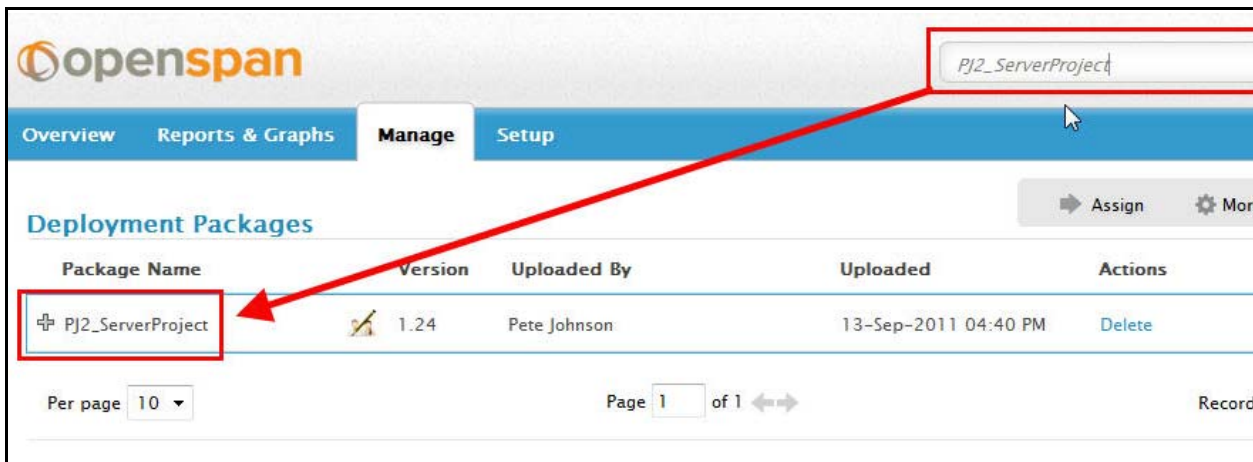 openspan
PJ2_ServerProject
Overview Reports & Graphs Manage Setup
Assign
Deployment Packages
Package Name Version Uploaded By Uploaded Actions
PJ2_ServerProject 1.24 Pete Johnson 13-Sep-2011 04:40 PM Delete
Per page 10 Page 1 of 1